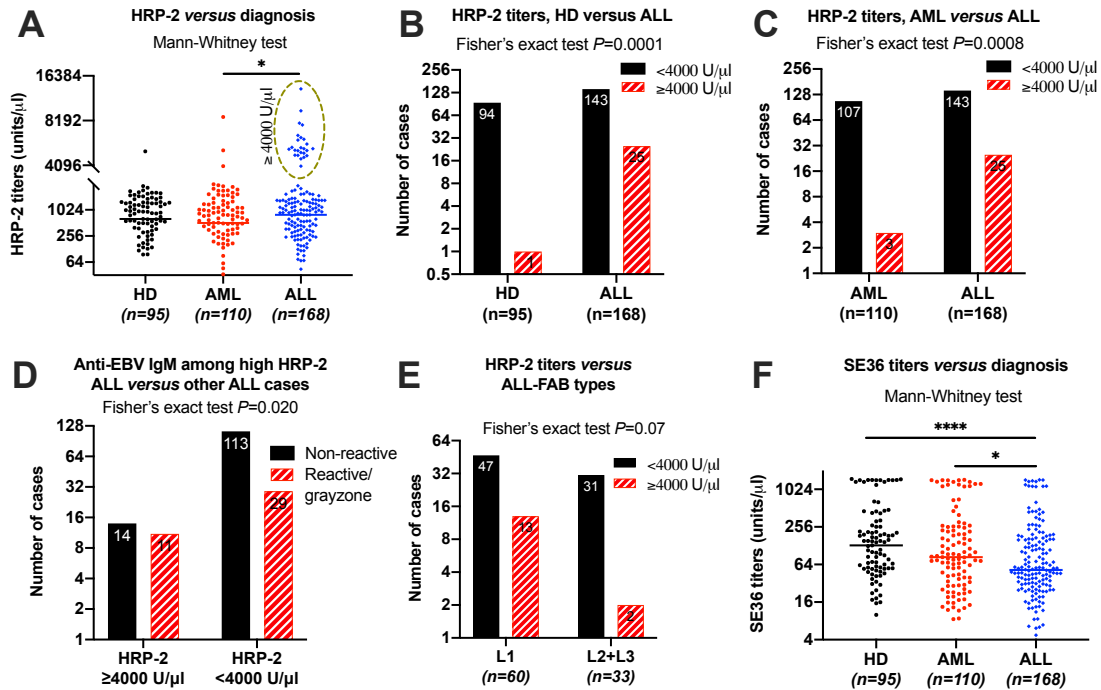 A
HRP-2 versus diagnosis
Mann-Whitney test
*
16384
8192
4096
1024
256
64
HRP-2 titers (units/µl)
≥ 4000 U/µl
HD
AML
ALL
(n=95)
(n=110)
(n=168)
B
HRP-2 titers, HD versus ALL
Fisher's exact test P=0.0001
<4000 U/µl
≥4000 U/µl
256
128
64
32
16
8
4
2
1
0.5
Number of cases
94
1
143
25
HD
ALL
(n=95)
(n=168)
C
HRP-2 titers, AML versus ALL
Fisher's exact test P=0.0008
<4000 U/µl
≥4000 U/µl
256
128
64
32
16
8
4
2
1
Number of cases
107
3
143
25
AML
ALL
(n=110)
(n=168)
D
Anti-EBV IgM among high HRP-2
ALL versus other ALL cases
Fisher's exact test P=0.020
Non-reactive
Reactive/
grayzone
128
64
32
16
8
4
2
1
Number of cases
14
11
113
29
HRP-2
≥4000 U/µl
HRP-2
<4000 U/µl
E
HRP-2 titers versus
ALL-FAB types
Fisher's exact test P=0.07
<4000 U/µl
≥4000 U/µl
64
32
16
8
4
2
1
Number of cases
47
13
31
2
L1
L2+L3
(n=60)
(n=33)
F
SE36 titers versus diagnosis
Mann-Whitney test
****
*
1024
256
64
16
4
SE36 titers (units/µl)
HD
AML
ALL
(n=95)
(n=110)
(n=168)